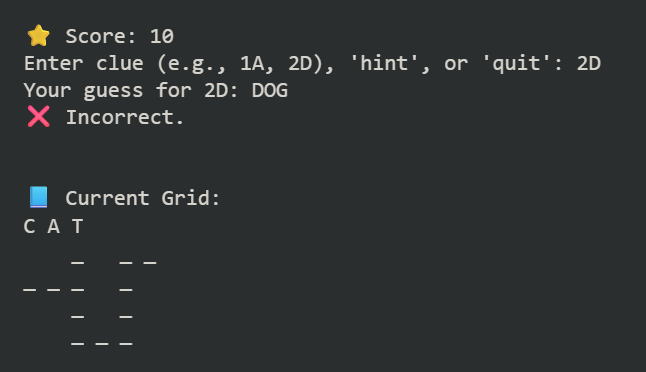 ⭐ Score: 10
Enter clue (e.g., 1A, 2D), 'hint', or 'quit': 2D
Your guess for 2D: DOG
❌ Incorrect.
📘 Current Grid:
C A T
    _   _ _
_ _ _   _
    _   _
    _ _ _